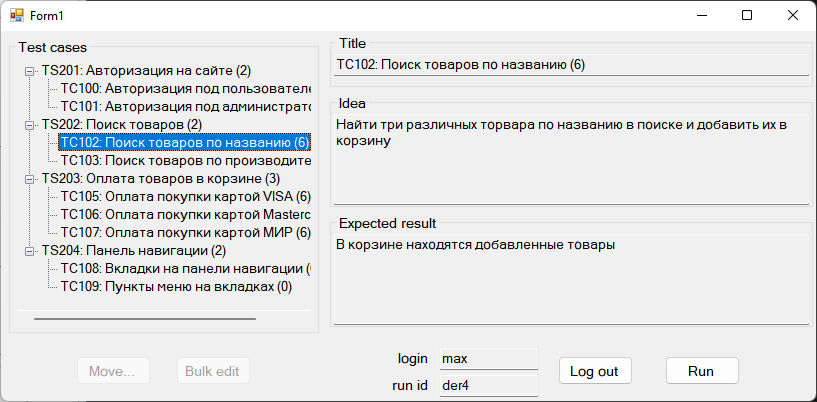 Form1
Test cases
TS201: Авторизация на сайте (2)
TC100: Авторизация под
TC101: Авторизация под
TS202: Поиск товаров (2)
TC102: Поиск товаров по названию (6)
TC103: Поиск товаров по
TS203: Оплата товаров в корзине (3)
TC105: Оплата покупки картой VISA (6)
TC106: Оплата покупки картой
TC107: Оплата покупки картой МИР (6)
TS204: Панель навигации (2)
TC108: Вкладки на панели навигации
TC109: Пункты меню на вкладках (0)
Title
TC102: Поиск товаров по названию (6)
Idea
Найти три различных торвара по названию в поиске и добавить их в
корзину
Expected result
В корзине находятся добавленные товары
Move...
Bulk edit
login
max
run id
der4
Log out
Run